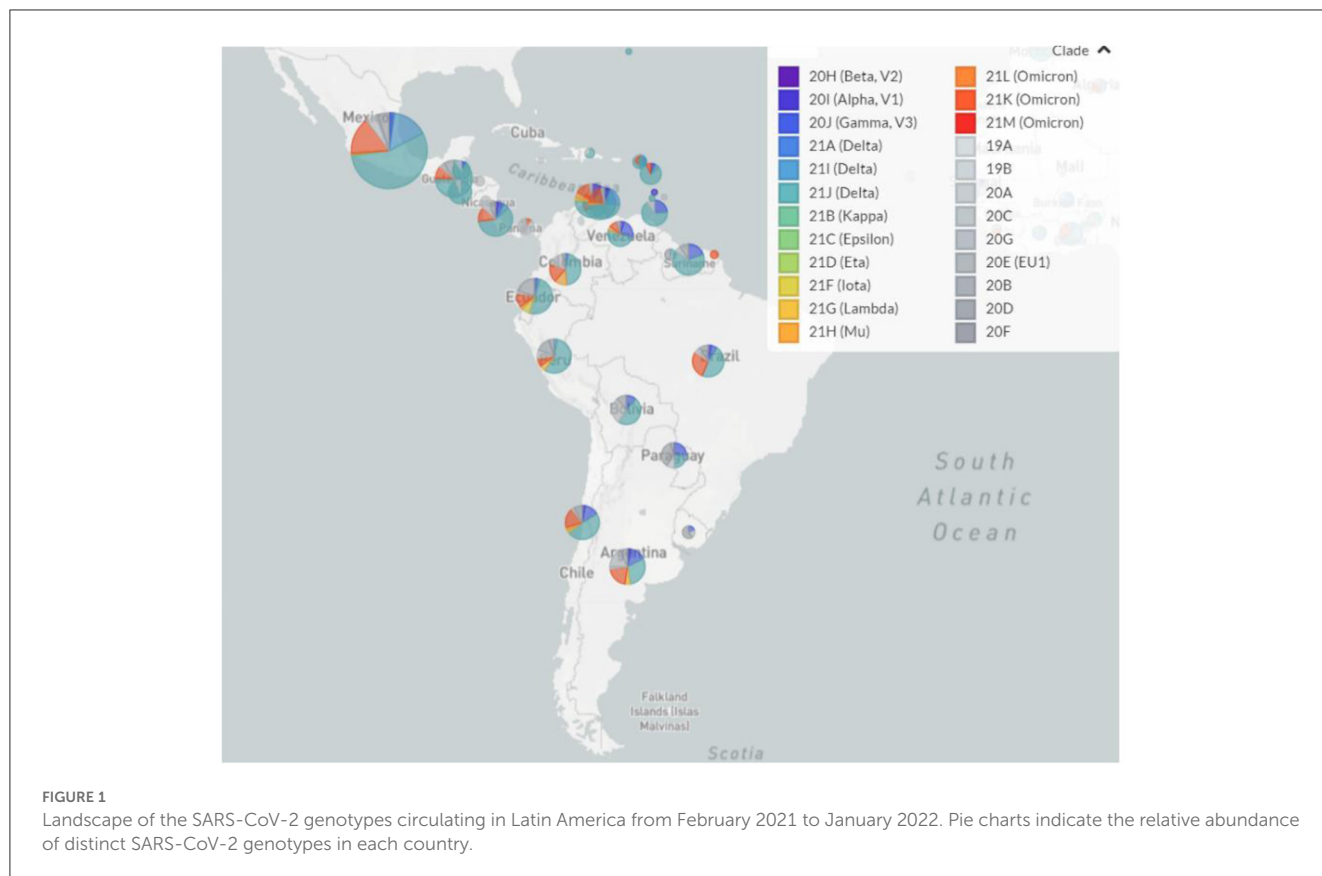 Clade
20H (Beta, V2)
20I (Alpha, V1)
20J (Gamma, V3)
21A (Delta)
21I (Delta)
21J (Delta)
21B (Kappa)
21C (Epsilon)
21D (Eta)
21F (Iota)
21G (Lambda)
21H (Mu)
21L (Omicron)
21K (Omicron)
21M (Omicron)
19A
19B
20A
20C
20G
20E (EU1)
20B
20D
20F
Mexico
Cuba
Caribbean
Nicaragua
Panama
Venezuela
Colombia
Suriname
Ecuador
Peru
Brazil
Bolivia
Paraguay
Argentina
Chile
Mali
South
Atlantic
Ocean
Falkland
Islands (Islas
Malvinas)
Scotia
FIGURE 1
Landscape of the SARS-CoV-2 genotypes circulating in Latin America from February 2021 to January 2022. Pie charts indicate the relative abundance
of distinct SARS-CoV-2 genotypes in each country.